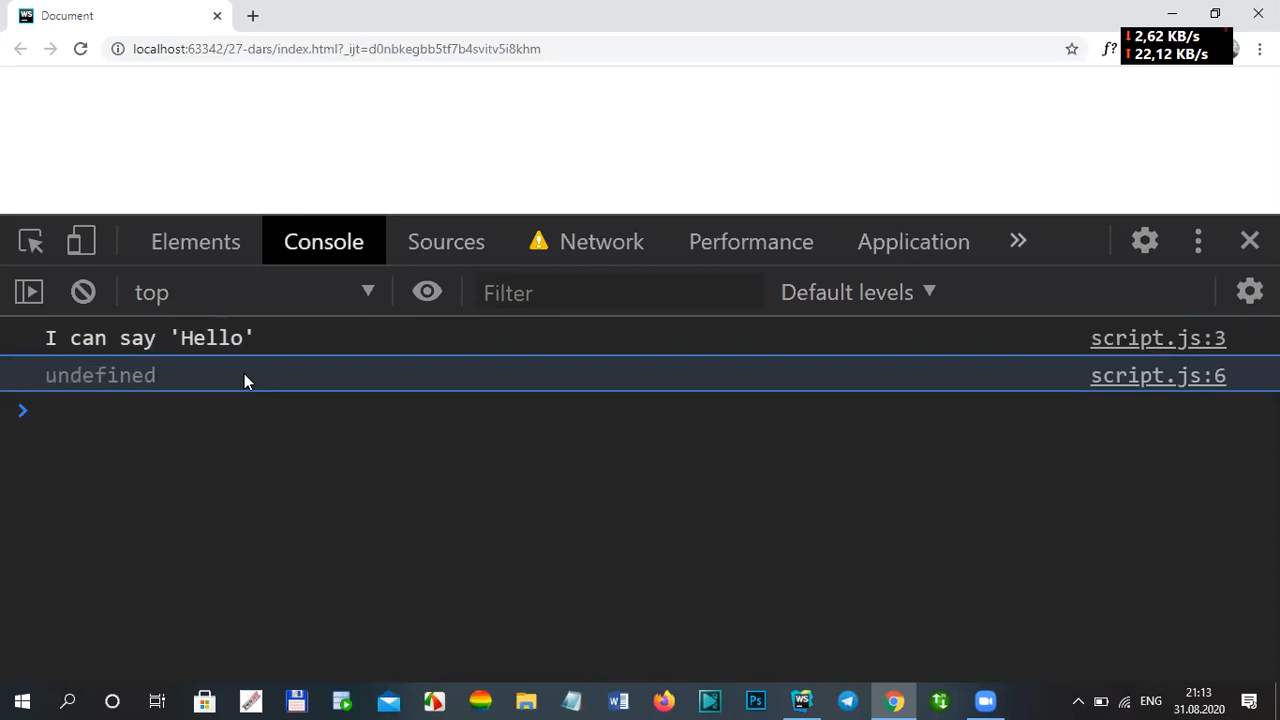 Document
localhost:63342/27-dars/index.html?_ijt=d0nbkegbb5tf7b4svitv5i8khm
f?
2,62 KB/s
22,12 KB/s
Elements
Console
Sources
Network
Performance
Application
top
Filter
Default levels
I can say 'Hello'
script.js:3
undefined
script.js:6
ENG
21:13
31.08.2020